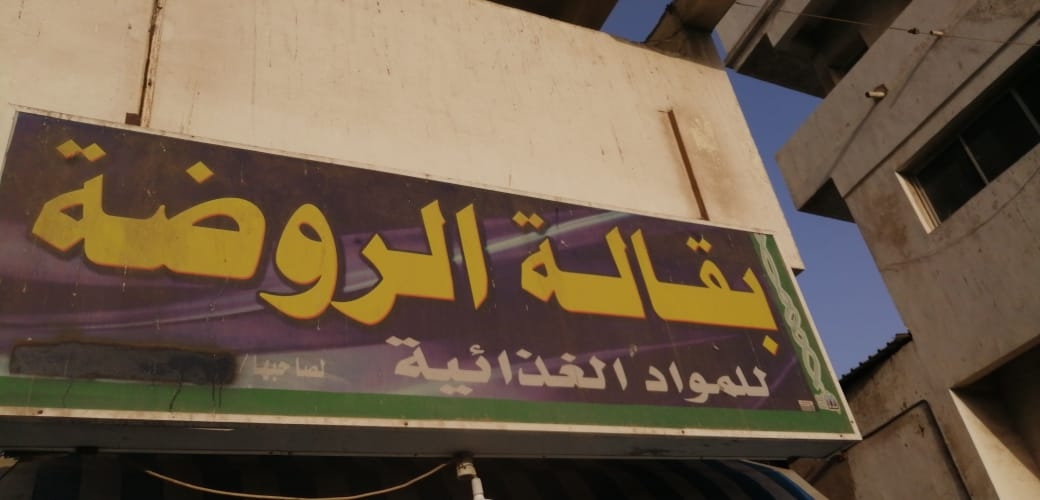 بقالة الروضة
للمواد الغذائية
لصاحبها/